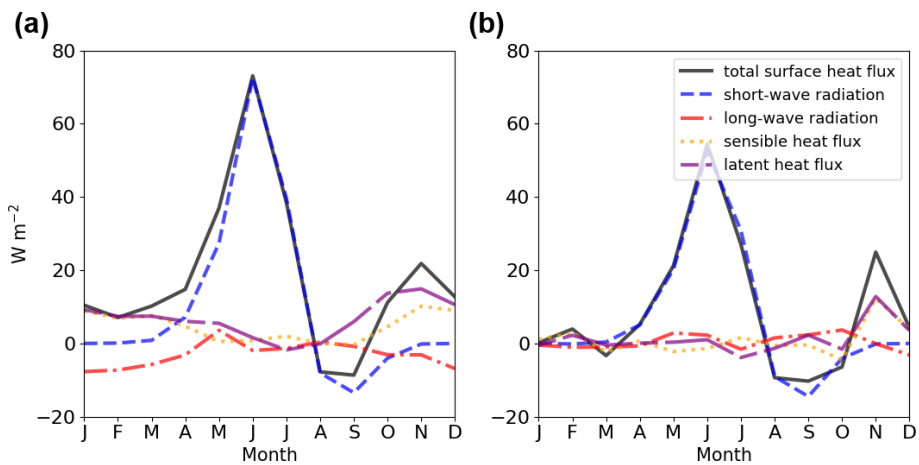 (a)
(b)
80
60
40
20
0
−20
W m⁻²
J F M A M J J A S O N D
Month
80
60
40
20
0
−20
J F M A M J J A S O N D
Month
total surface heat flux
short-wave radiation
long-wave radiation
sensible heat flux
latent heat flux